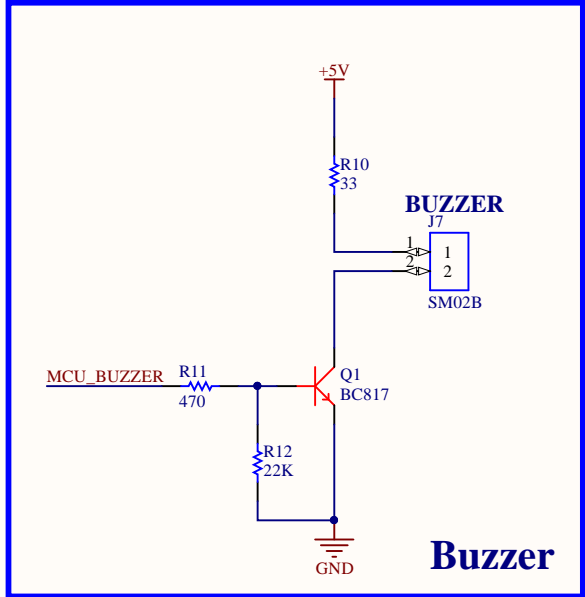 +5V
R10
33
BUZZER
J7
1
1
2
2
SM02B
MCU_BUZZER
R11
470
Q1
BC817
R12
22K
GND
Buzzer